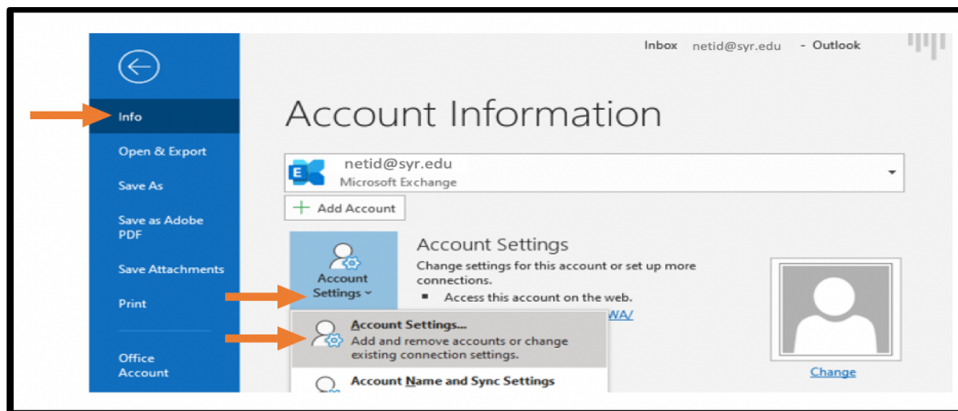 Inbox netid@syr.edu - Outlook
Info
Open & Export
Save As
Save as Adobe
PDF
Save Attachments
Print
Office
Account
Account Information
E
netid@syr.edu
Microsoft Exchange
Add Account
Account
Settings
Account Settings
Change settings for this account or set up more
connections.
Access this account on the web.
WA/
Account Settings...
Add and remove accounts or change
existing connection settings.
Account Name and Sync Settings
Change